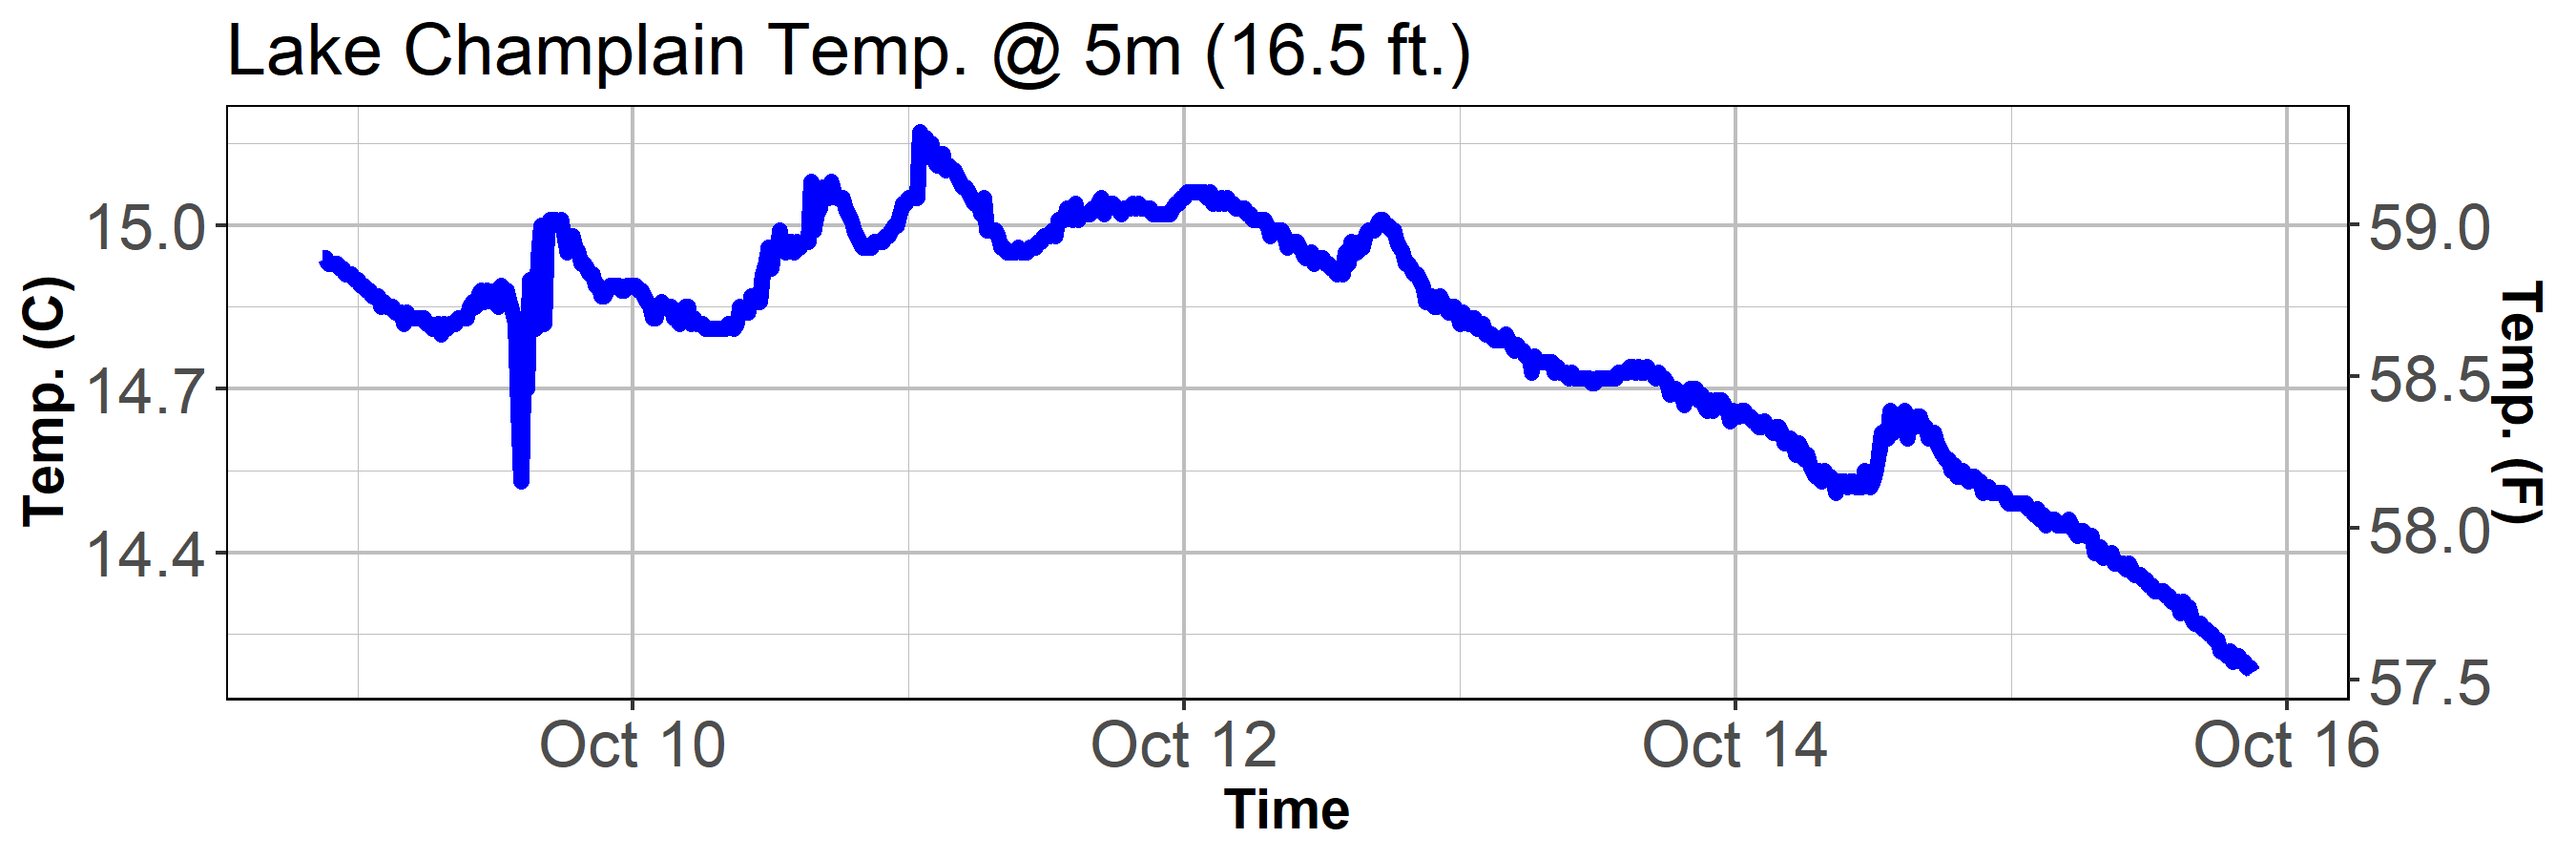 Lake Champlain Temp. @ 5m (16.5 ft.)
Temp. (C)
15.0
14.7
14.4
59.0
58.5
58.0
57.5
Temp. (F)
Oct 10 Oct 12 Oct 14 Oct 16
Time